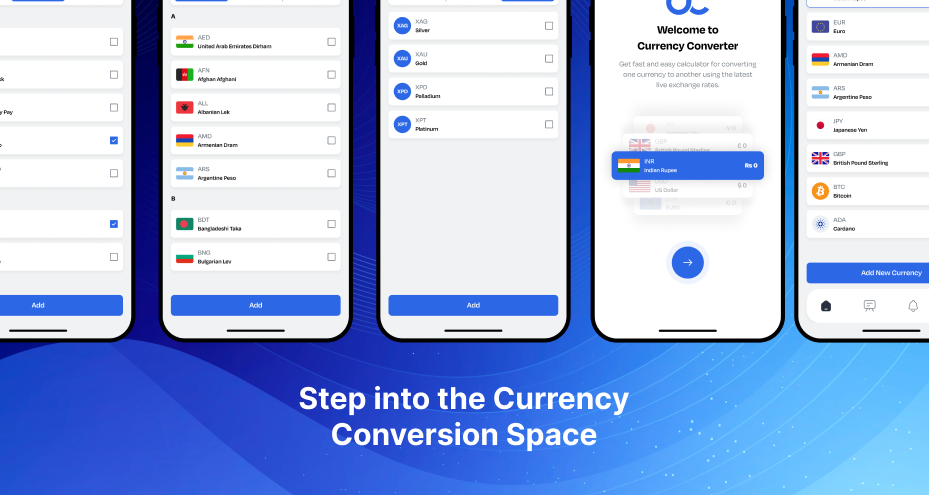 A
AED
United Arab Emirates Dirham
AFN
Afghan Afghani
ALL
Albanian Lek
AMD
Armenian Dram
ARS
Argentine Peso
B
BDT
Bangladeshi Taka
BNG
Bulgarian Lev
Add
Add
XAG
XAG
Silver
XAU
XAU
Gold
XPD
XPD
Palladium
XPT
XPT
Platinum
Add
Welcome to
Currency Converter
Get fast and easy calculator for converting
one currency to another using the latest
live exchange rates.
GBP
British Pound Sterling
£ 0
INR
Indian Rupee
Rs 0
US Dollar
$ 0
EUR
Euro
AMD
Armenian Dram
ARS
Argentine Peso
JPY
Japanese Yen
GBP
British Pound Sterling
BTC
Bitcoin
ADA
Cardano
Add New Currency
Step into the Currency
Conversion Space